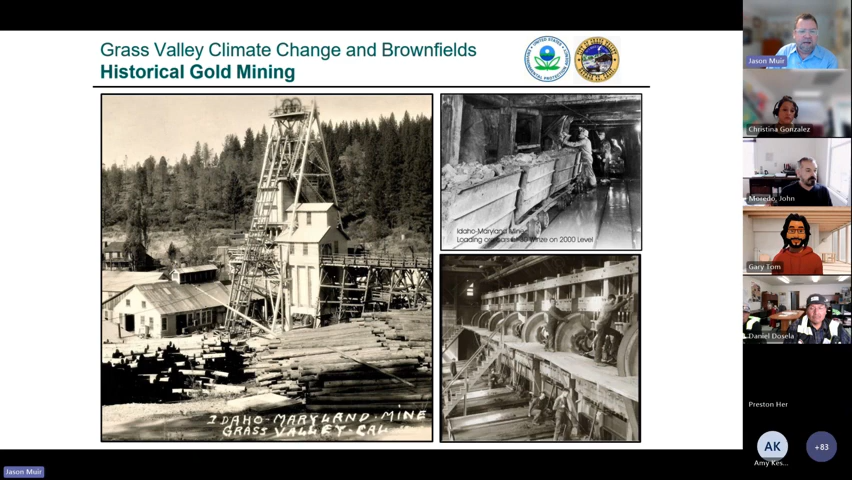 Grass Valley Climate Change and Brownfields
Historical Gold Mining
Idaho-Maryland Mine
Loading on 2000 Level
IDAHO-MARYLAND-MINE
GRASS VALLEY-CAL
Jason Muir
Christina Gonzalez
John
Gary Tom
Daniel Dosela
Preston Her
AK
Amy Kes...
+83
Jason Muir